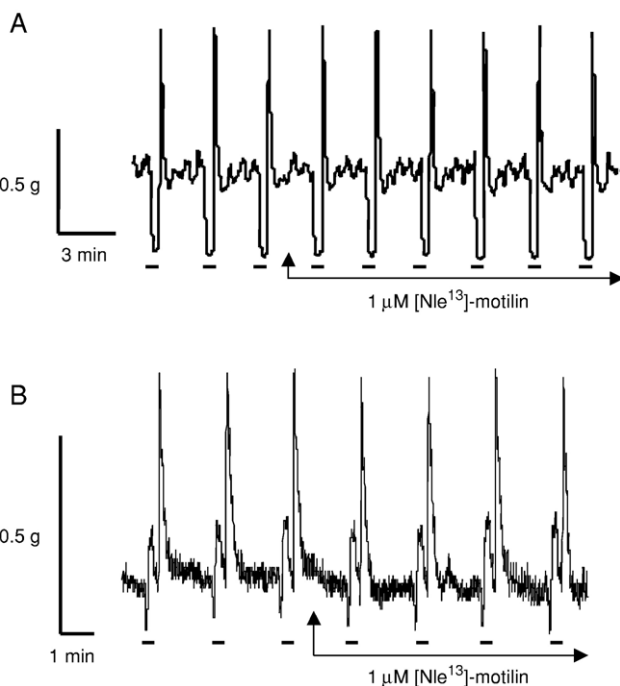 A
0.5 g
3 min
1 μM [Nle¹³]-motilin
B
0.5 g
1 min
1 μM [Nle¹³]-motilin